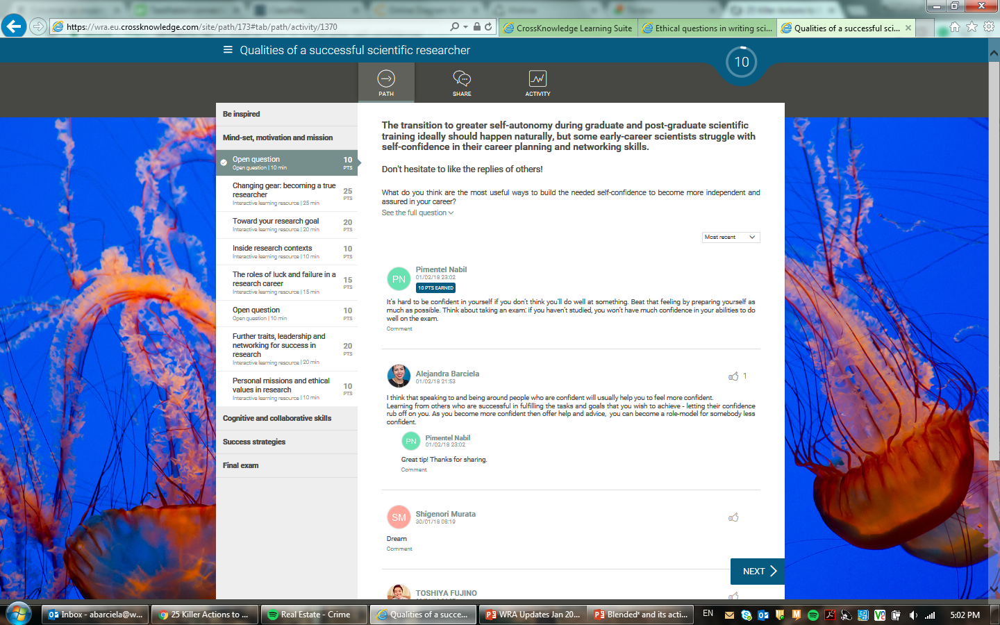 https://wra.eu.crossknowledge.com/site/path/173#tab/path/activity/1370
CrossKnowledge Learning Suite
Ethical questions in writing sci...
Qualities of a successful sci...
Qualities of a successful scientific researcher
10
PATH
SHARE
ACTIVITY
Be inspired
Mind-set, motivation and mission
Open question
Open question | 10 min
10
PTS
Changing gear: becoming a true
researcher
Interactive learning resource | 25 min
25
PTS
Toward your research goal
Interactive learning resource | 20 min
20
PTS
Inside research contexts
Interactive learning resource | 10 min
10
PTS
The roles of luck and failure in a
research career
Interactive learning resource | 15 min
15
PTS
Open question
Open question | 10 min
10
PTS
Further traits, leadership and
networking for success in
research
Interactive learning resource | 20 min
20
PTS
Personal missions and ethical
values in research
Interactive learning resource | 10 min
10
PTS
Cognitive and collaborative skills
Success strategies
Final exam
The transition to greater self-autonomy during graduate and post-graduate scientific
training ideally should happen naturally, but some early-career scientists struggle with
self-confidence in their career planning and networking skills.
Don't hesitate to like the replies of others!
What do you think are the most useful ways to build the needed self-confidence to become more independent and
assured in your career?
See the full question
Most recent
PN
Pimentel Nabil
01/02/18 23:02
10 PTS EARNED
It's hard to be confident in yourself if you don't think you'll do well at something. Beat that feeling by preparing yourself as
much as possible. Think about taking an exam: if you haven't studied, you won't have much confidence in your abilities to do
well on the exam.
Comment
Alejandra Barciela
01/02/18 21:53
1
I think that speaking to and being around people who are confident will usually help you to feel more confident.
Learning from others who are successful in fulfilling the tasks and goals that you wish to achieve - letting their confidence
rub off on you. As you become more confident then offer help and advice, you can become a role-model for somebody less
confident.
PN
Pimentel Nabil
01/02/18 23:02
Great tip! Thanks for sharing.
Comment
SM
Shigenori Murata
30/01/18 08:19
Dream
Comment
NEXT
TOSHIYA FUJINO
Inbox - abarciela@w...
25 Killer Actions to ...
Real Estate - Crime
Qualities of a succe...
WRA Updates Jan 20...
Blendedˣ and its acti...
EN
5:02 PM